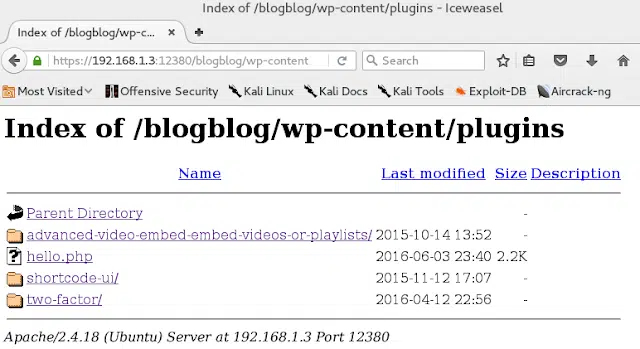 Index of /blogblog/wp-content/plugins - Iceweasel
Index of /blogblog/wp-c...
https://192.168.1.3:12380/blogblog/wp-content
Search
Most Visited
Offensive Security
Kali Linux
Kali Docs
Kali Tools
Exploit-DB
Aircrack-ng
Index of /blogblog/wp-content/plugins
Name Last modified Size Description
Parent Directory -
advanced-video-embed-embed-videos-or-playlists/ 2015-10-14 13:52 -
hello.php 2016-06-03 23:40 2.2K
shortcode-ui/ 2015-11-12 17:07 -
two-factor/ 2016-04-12 22:56 -
Apache/2.4.18 (Ubuntu) Server at 192.168.1.3 Port 12380